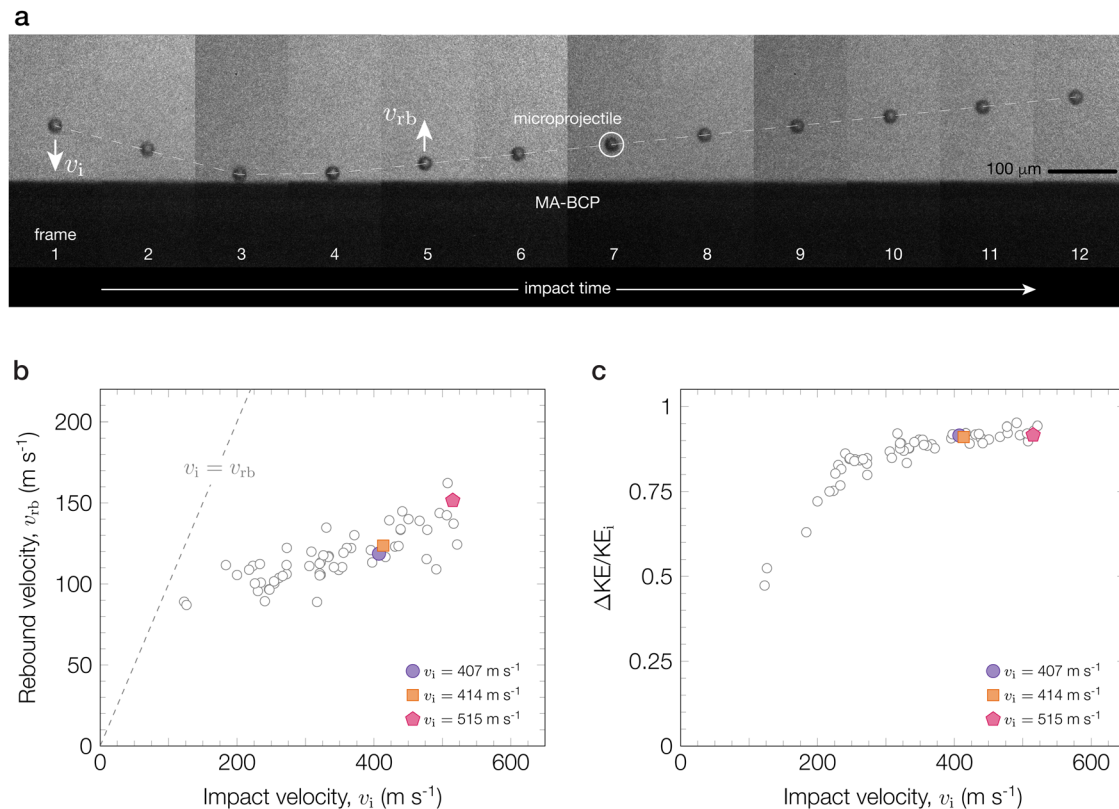 a
v_rb
microprojectile
v_i
100 μm
MA-BCP
frame
1 2 3 4 5 6 7 8 9 10 11 12
impact time
b
200
v_i = v_rb
150
100
50
0
0 200 400 600
Rebound velocity, v_rb (m s⁻¹)
v_i = 407 m s⁻¹
v_i = 414 m s⁻¹
v_i = 515 m s⁻¹
Impact velocity, v_i (m s⁻¹)
c
1
0.75
0.5
0.25
0
0 200 400 600
ΔKE/KE_i
v_i = 407 m s⁻¹
v_i = 414 m s⁻¹
v_i = 515 m s⁻¹
Impact velocity, v_i (m s⁻¹)